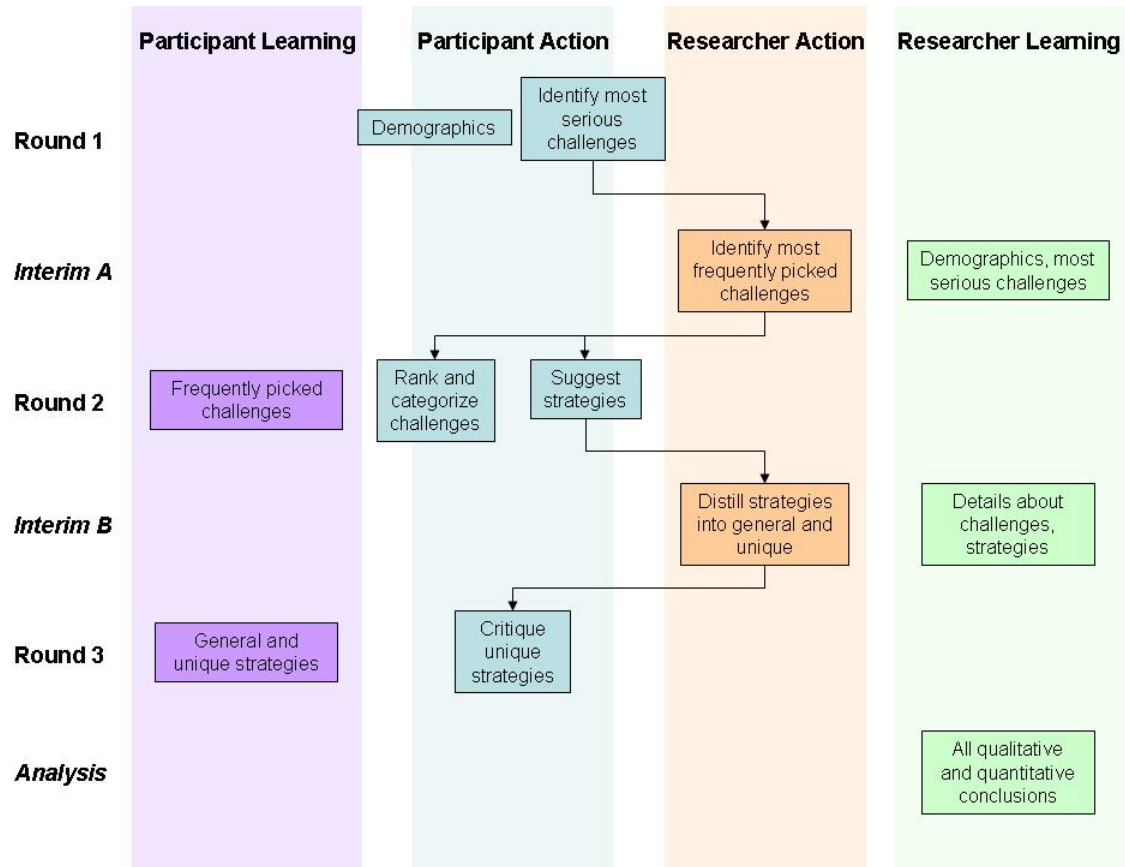 Participant Learning
Participant Action
Researcher Action
Researcher Learning
Round 1
Demographics
Identify most
serious
challenges
Interim A
Identify most
frequently picked
challenges
Demographics, most
serious challenges
Round 2
Frequently picked
challenges
Rank and
categorize
challenges
Suggest
strategies
Interim B
Distill strategies
into general and
unique
Details about
challenges,
strategies
Round 3
General and
unique strategies
Critique
unique
strategies
Analysis
All qualitative
and quantitative
conclusions